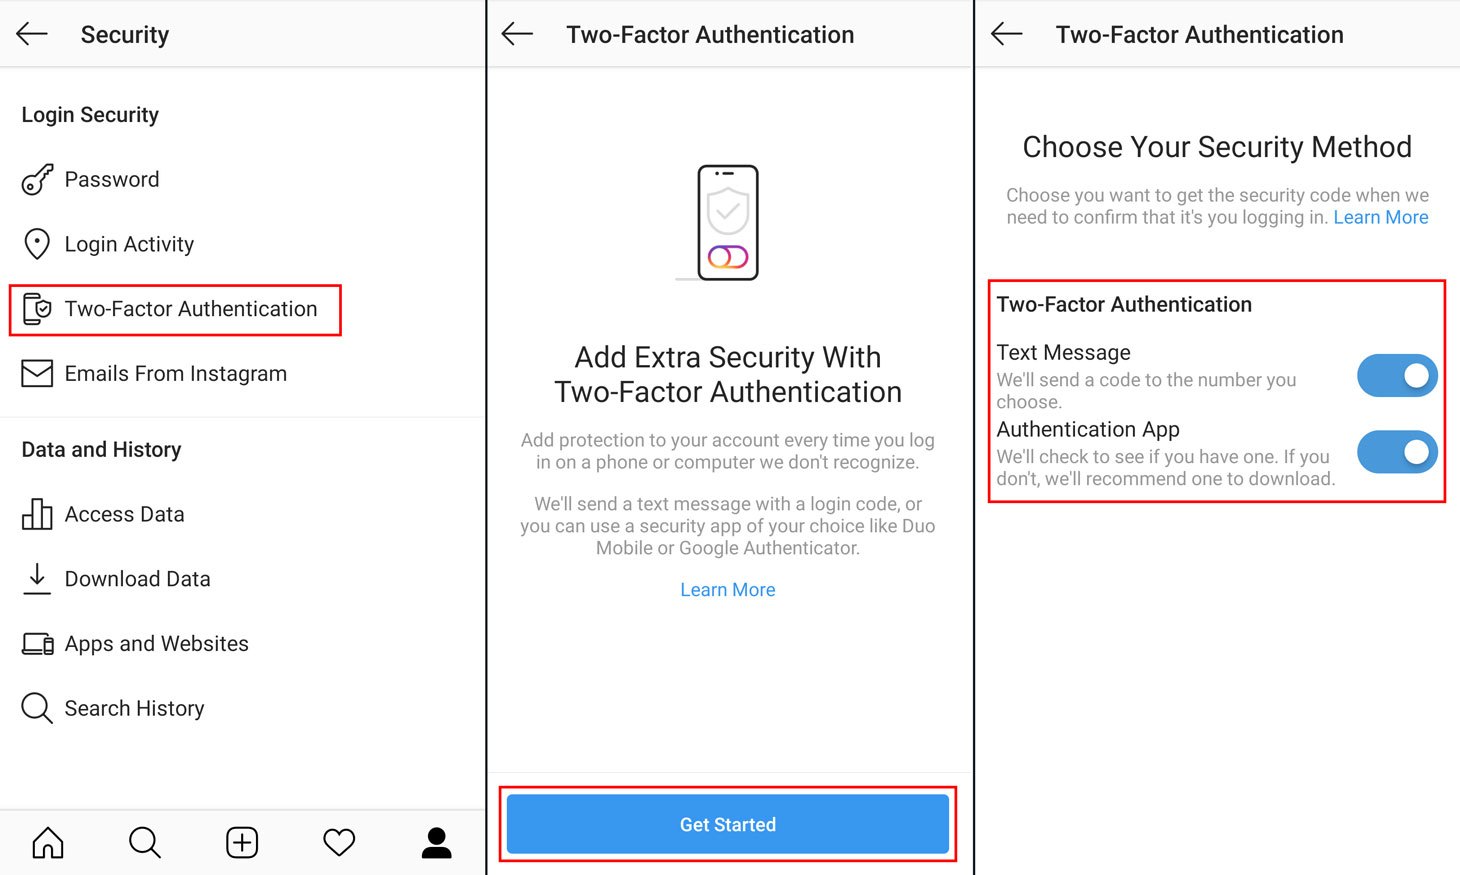 Security
Login Security
Password
Login Activity
Two-Factor Authentication
Emails From Instagram
Data and History
Access Data
Download Data
Apps and Websites
Search History
Two-Factor Authentication
Add Extra Security With
Two-Factor Authentication
Add protection to your account every time you log
in on a phone or computer we don't recognize.
We'll send a text message with a login code, or
you can use a security app of your choice like Duo
Mobile or Google Authenticator.
Learn More
Get Started
Two-Factor Authentication
Choose Your Security Method
Choose you want to get the security code when we
need to confirm that it's you logging in. Learn More
Two-Factor Authentication
Text Message
We'll send a code to the number you
choose.
Authentication App
We'll check to see if you have one. If you
don't, we'll recommend one to download.